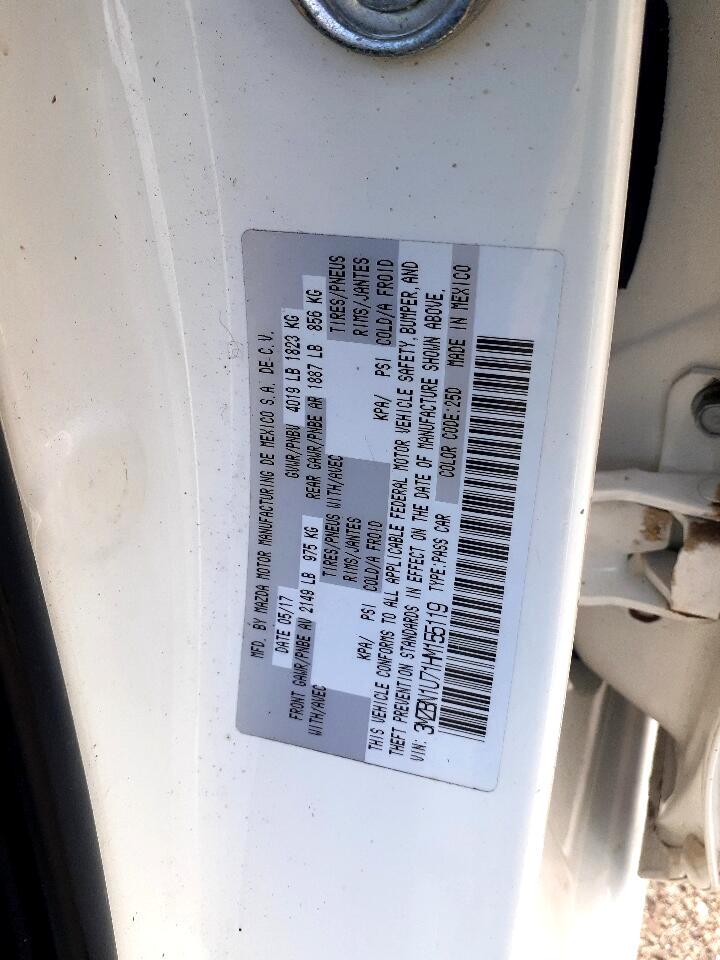 MFD. BY MAZDA MOTOR MANUFACTURING DE MEXICO S.A. DE C.V.
DATE 05/17 GVWR/PNBV 4019 LB 1823 KG
FRONT GAWR/PNBE AV 2149 LB 975 KG REAR GAWR/PNBE AR 1887 LB 856 KG
WITH/AVEC TIRES/PNEUS WITH/AVEC TIRES/PNEUS
RIMS/JANTES RIMS/JANTES
KPA/ PSI COLD/A FROID KPA/ PSI COLD/A FROID
THIS VEHICLE CONFORMS TO ALL APPLICABLE FEDERAL MOTOR VEHICLE SAFETY, BUMPER, AND
THEFT PREVENTION STANDARDS IN EFFECT ON THE DATE OF MANUFACTURE SHOWN ABOVE.
VIN: 3MZBN1U71HM155119 TYPE:PASS CAR COLOR CODE:25D MADE IN MEXICO